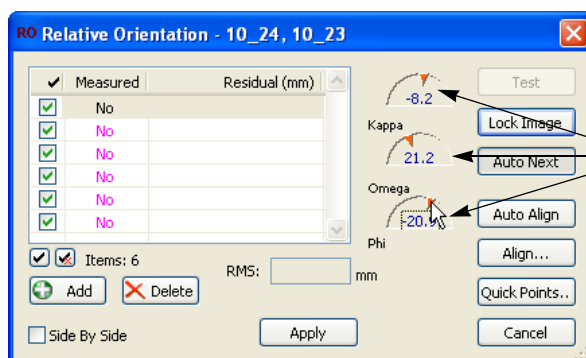 RO Relative Orientation - 10_24, 10_23
Measured Residual (mm)
No
No
No
No
No
No
Items: 6
Add Delete
RMS: mm
Side By Side
Apply
-8.2
Kappa
21.2
Omega
Phi
Test
Lock Image
Auto Next
Auto Align
Align...
Quick Points..
Cancel